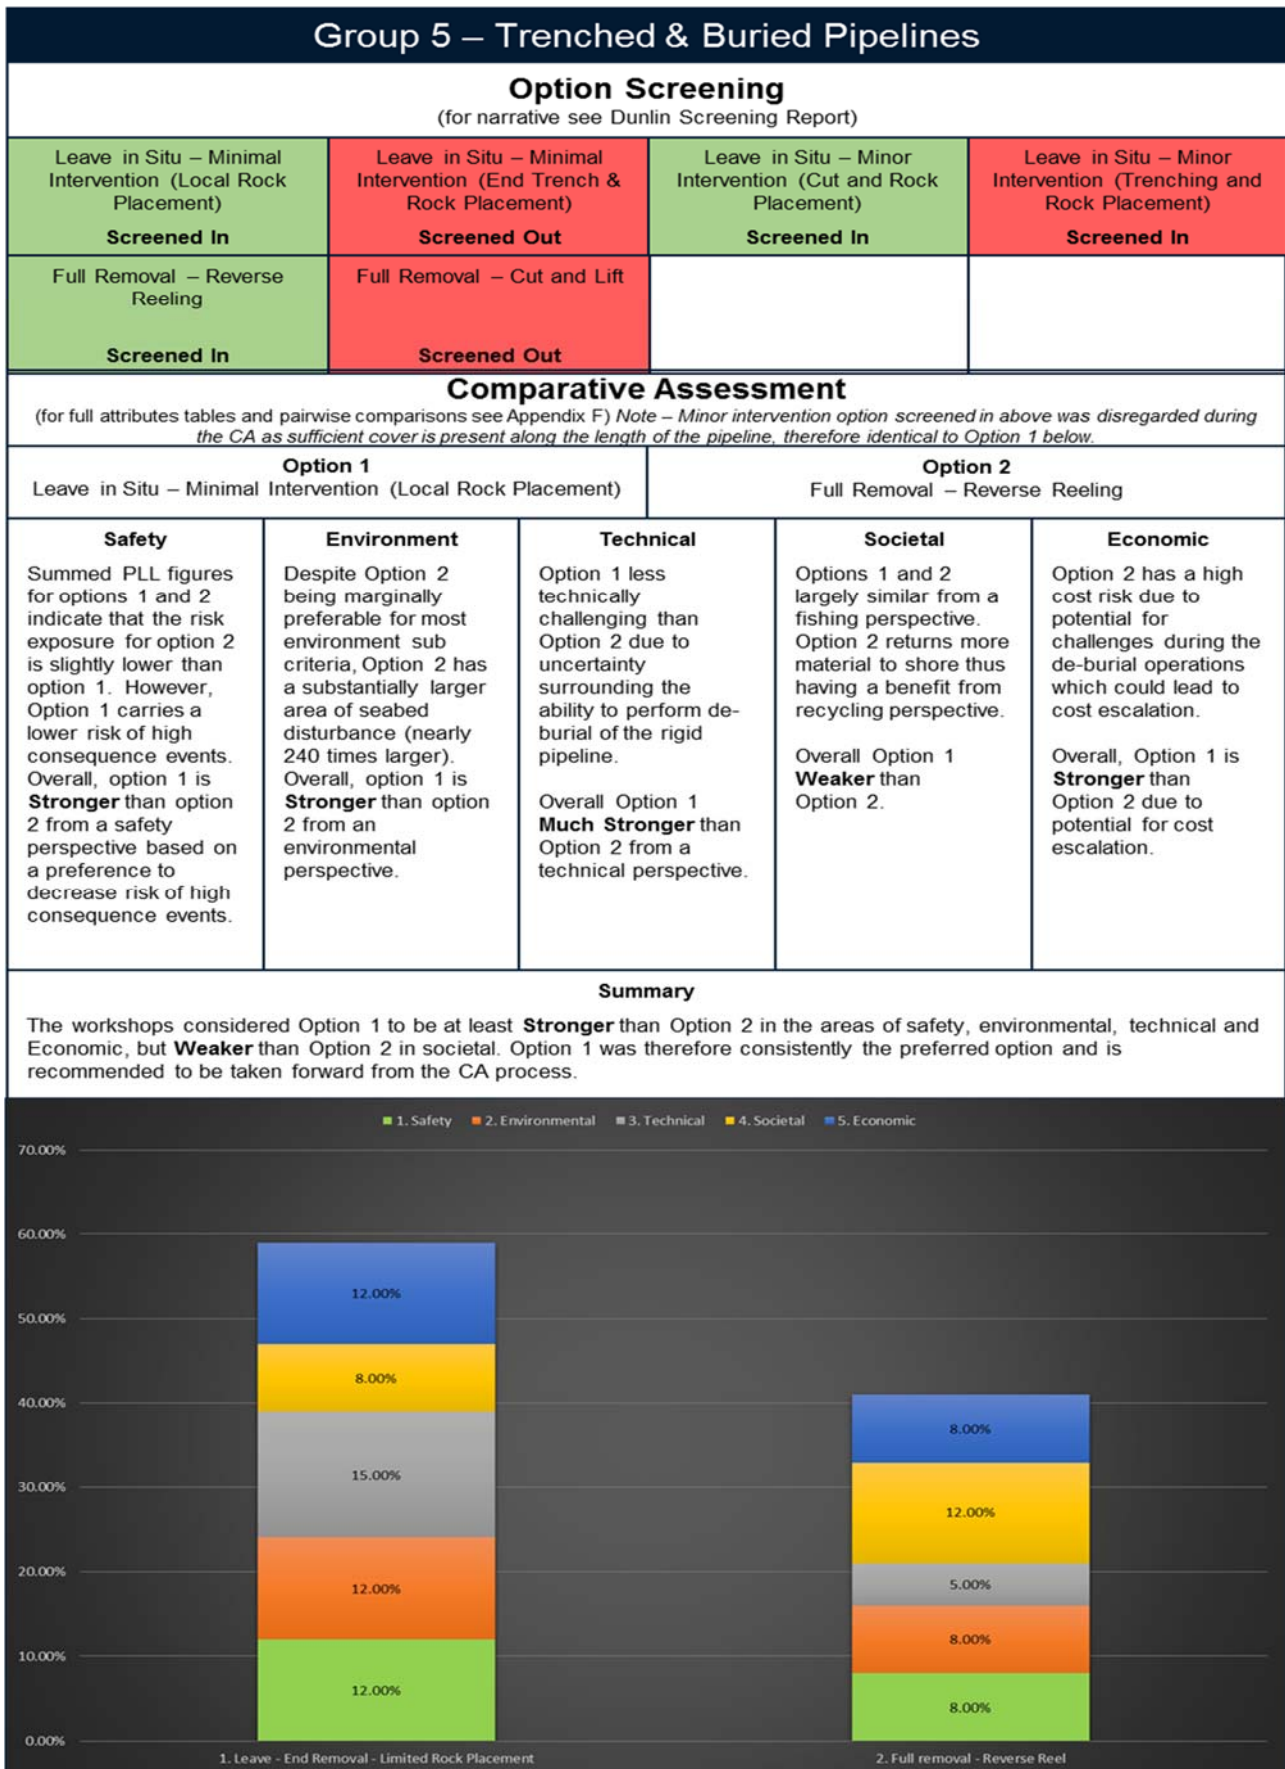 Group 5 – Trenched & Buried Pipelines
Option Screening
(for narrative see Dunlin Screening Report)
Leave in Situ – Minimal
Intervention (Local Rock
Placement)
Screened In
Leave in Situ – Minimal
Intervention (End Trench &
Rock Placement)
Screened Out
Leave in Situ – Minor
Intervention (Cut and Rock
Placement)
Screened In
Leave in Situ – Minor
Intervention (Trenching and
Rock Placement)
Screened In
Full Removal – Reverse
Reeling
Screened In
Full Removal – Cut and Lift
Screened Out
Comparative Assessment
(for full attributes tables and pairwise comparisons see Appendix F) Note – Minor intervention option screened in above was disregarded during
the CA as sufficient cover is present along the length of the pipeline, therefore identical to Option 1 below.
Option 1
Leave in Situ – Minimal Intervention (Local Rock Placement)
Option 2
Full Removal – Reverse Reeling
Safety
Summed PLL figures
for options 1 and 2
indicate that the risk
exposure for option 2
is slightly lower than
option 1. However,
Option 1 carries a
lower risk of high
consequence events.
Overall, option 1 is
Stronger than option
2 from a safety
perspective based on
a preference to
decrease risk of high
consequence events.
Environment
Despite Option 2
being marginally
preferable for most
environment sub
criteria, Option 2 has
a substantially larger
area of seabed
disturbance (nearly
240 times larger).
Overall, option 1 is
Stronger than option
2 from an
environmental
perspective.
Technical
Option 1 less
technically
challenging than
Option 2 due to
uncertainty
surrounding the
ability to perform de-
burial of the rigid
pipeline.
Overall Option 1
Much Stronger than
Option 2 from a
technical perspective.
Societal
Options 1 and 2
largely similar from a
fishing perspective.
Option 2 returns more
material to shore thus
having a benefit from
recycling perspective.
Overall Option 1
Weaker than
Option 2.
Economic
Option 2 has a high
cost risk due to
potential for
challenges during the
de-burial operations
which could lead to
cost escalation.
Overall, Option 1 is
Stronger than
Option 2 due to
potential for cost
escalation.
Summary
The workshops considered Option 1 to be at least Stronger than Option 2 in the areas of safety, environmental, technical and
Economic, but Weaker than Option 2 in societal. Option 1 was therefore consistently the preferred option and is
recommended to be taken forward from the CA process.
1. Safety 2. Environmental 3. Technical 4. Societal 5. Economic
70.00%
60.00%
50.00%
40.00%
30.00%
20.00%
10.00%
0.00%
12.00%
8.00%
15.00%
12.00%
12.00%
8.00%
12.00%
5.00%
8.00%
8.00%
1. Leave - End Removal - Limited Rock Placement
2. Full removal - Reverse Reel